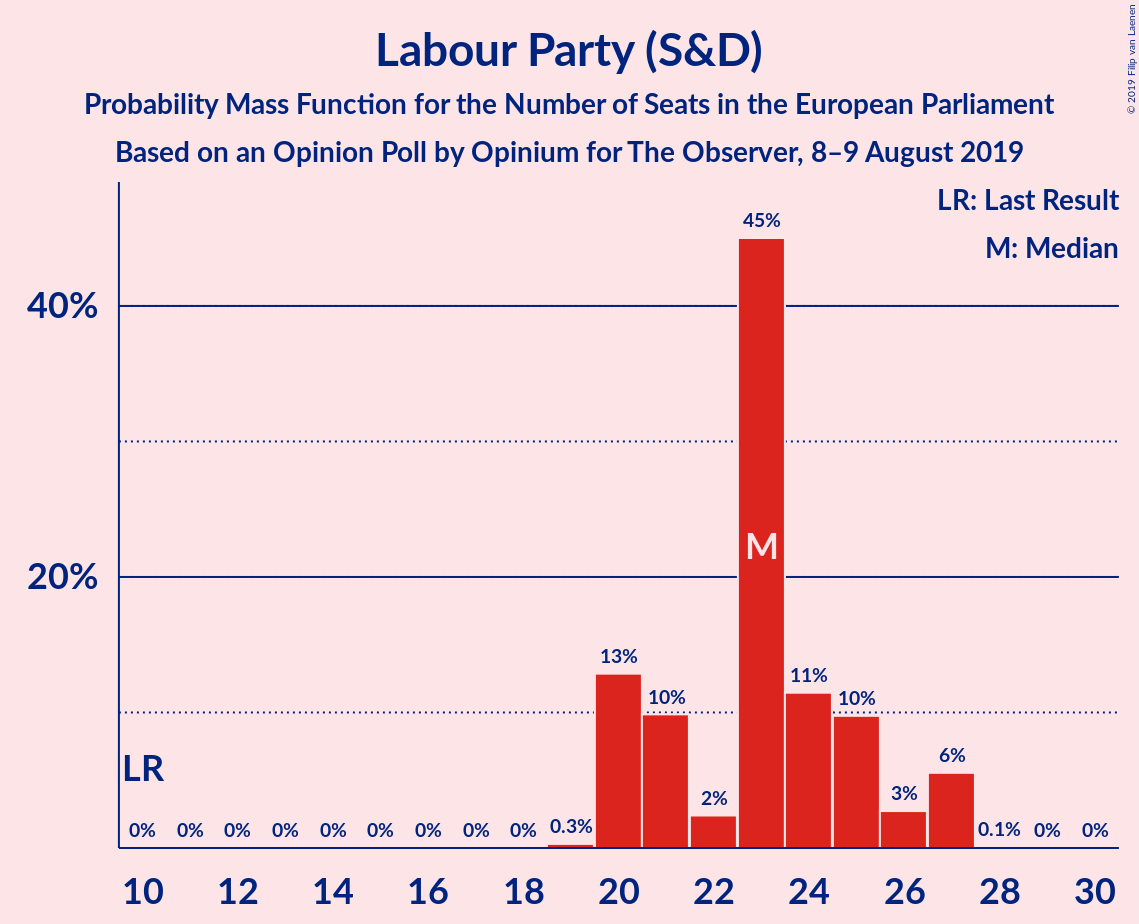 Labour Party (S&D)
Probability Mass Function for the Number of Seats in the European Parliament
Based on an Opinion Poll by Opinium for The Observer, 8–9 August 2019
© 2019 Filip van Laenen
LR: Last Result
M: Median
40%
20%
45%
M
13%
10%
2%
11%
10%
3%
6%
LR
0% 0% 0% 0% 0% 0% 0% 0% 0% 0.3% 0.1% 0% 0%
10 12 14 16 18 20 22 24 26 28 30